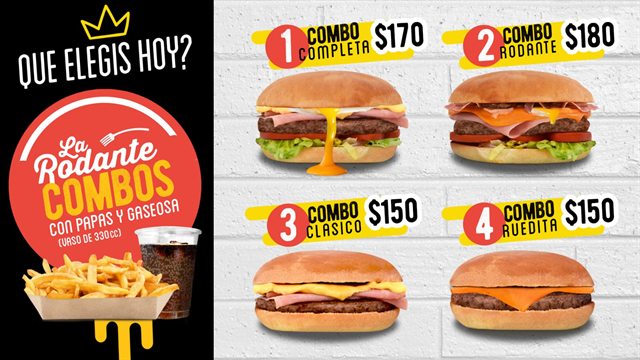 QUE ELEGIS HOY?
La
Rodante
COMBOS
CON PAPAS Y GASEOSA
(VASO DE 330cc)
1 COMBO COMPLETA $170
2 COMBO RODANTE $180
3 COMBO CLASICO $150
4 COMBO RUEDITA $150